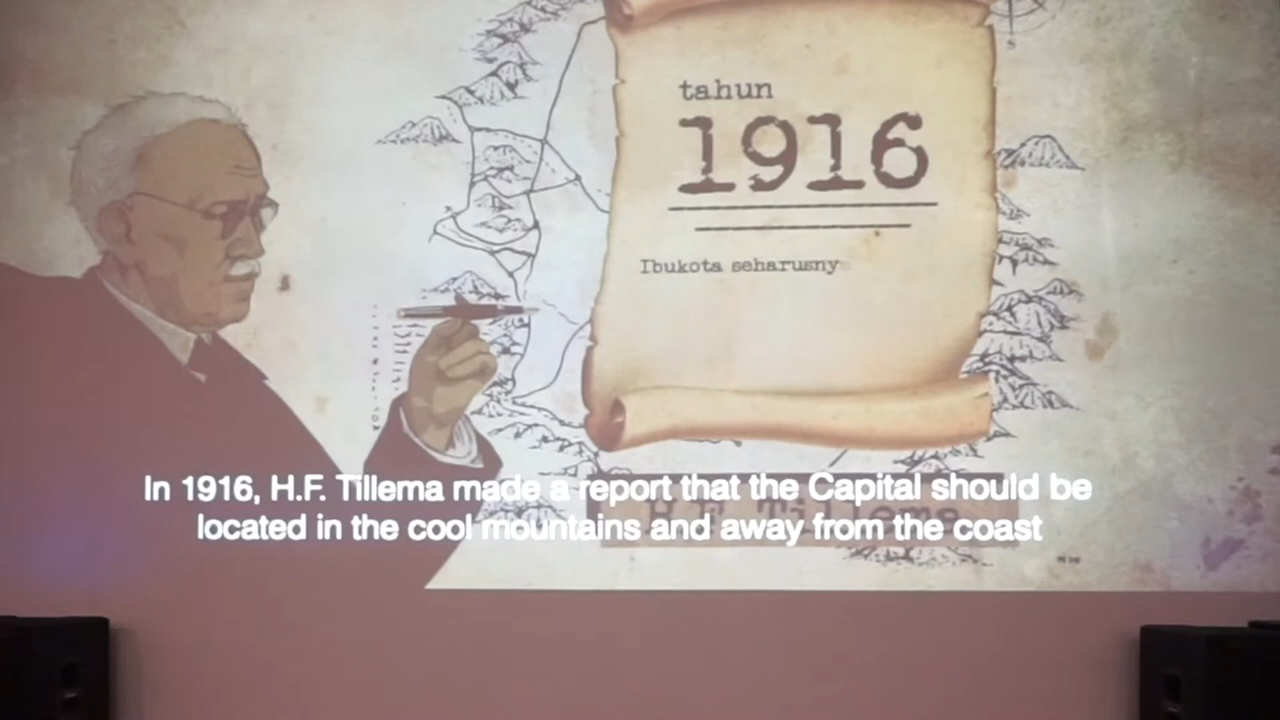 tahun
1916
Ibukota seharusny
In 1916, H.F. Tillema made a report that the Capital should be
located in the cool mountains and away from the coast
H.F. Tillema
S